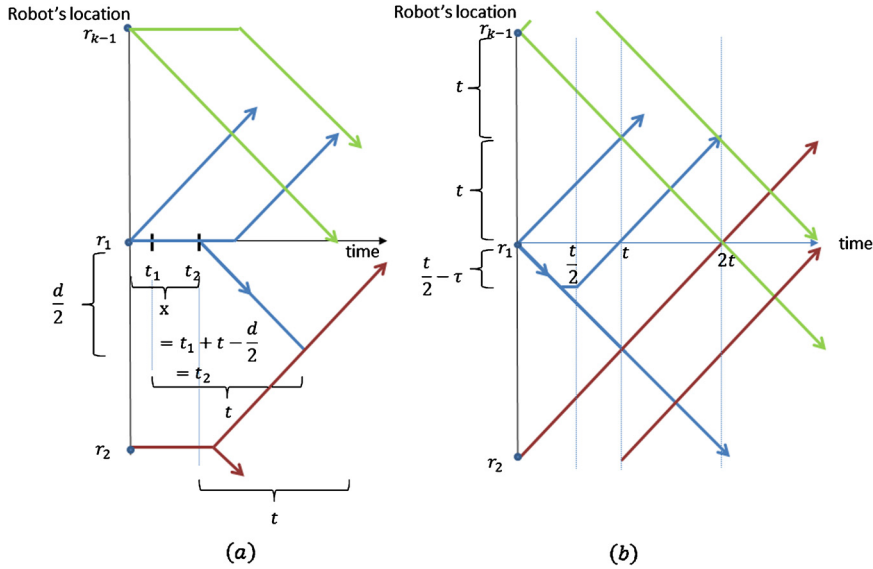 Robot's location
r_{k−1}
r_1
time
t_1
t_2
x
d/2
= t_1 + t − d/2
= t_2
t
r_2
t
(a)
Robot's location
r_{k−1}
t
t
r_1
t/2
t
2t
time
t/2 − τ
r_2
(b)